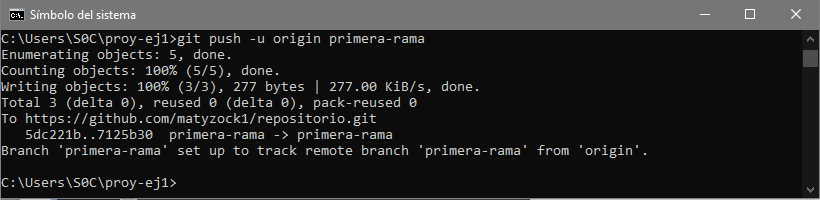 Símbolo del sistema
C:\Users\S0C\proy-ej1>git push -u origin primera-rama
Enumerating objects: 5, done.
Counting objects: 100% (5/5), done.
Writing objects: 100% (3/3), 277 bytes | 277.00 KiB/s, done.
Total 3 (delta 0), reused 0 (delta 0), pack-reused 0
To https://github.com/matyzock1/repositorio.git
   5dc221b..7125b30  primera-rama -> primera-rama
Branch 'primera-rama' set up to track remote branch 'primera-rama' from 'origin'.
C:\Users\S0C\proy-ej1>